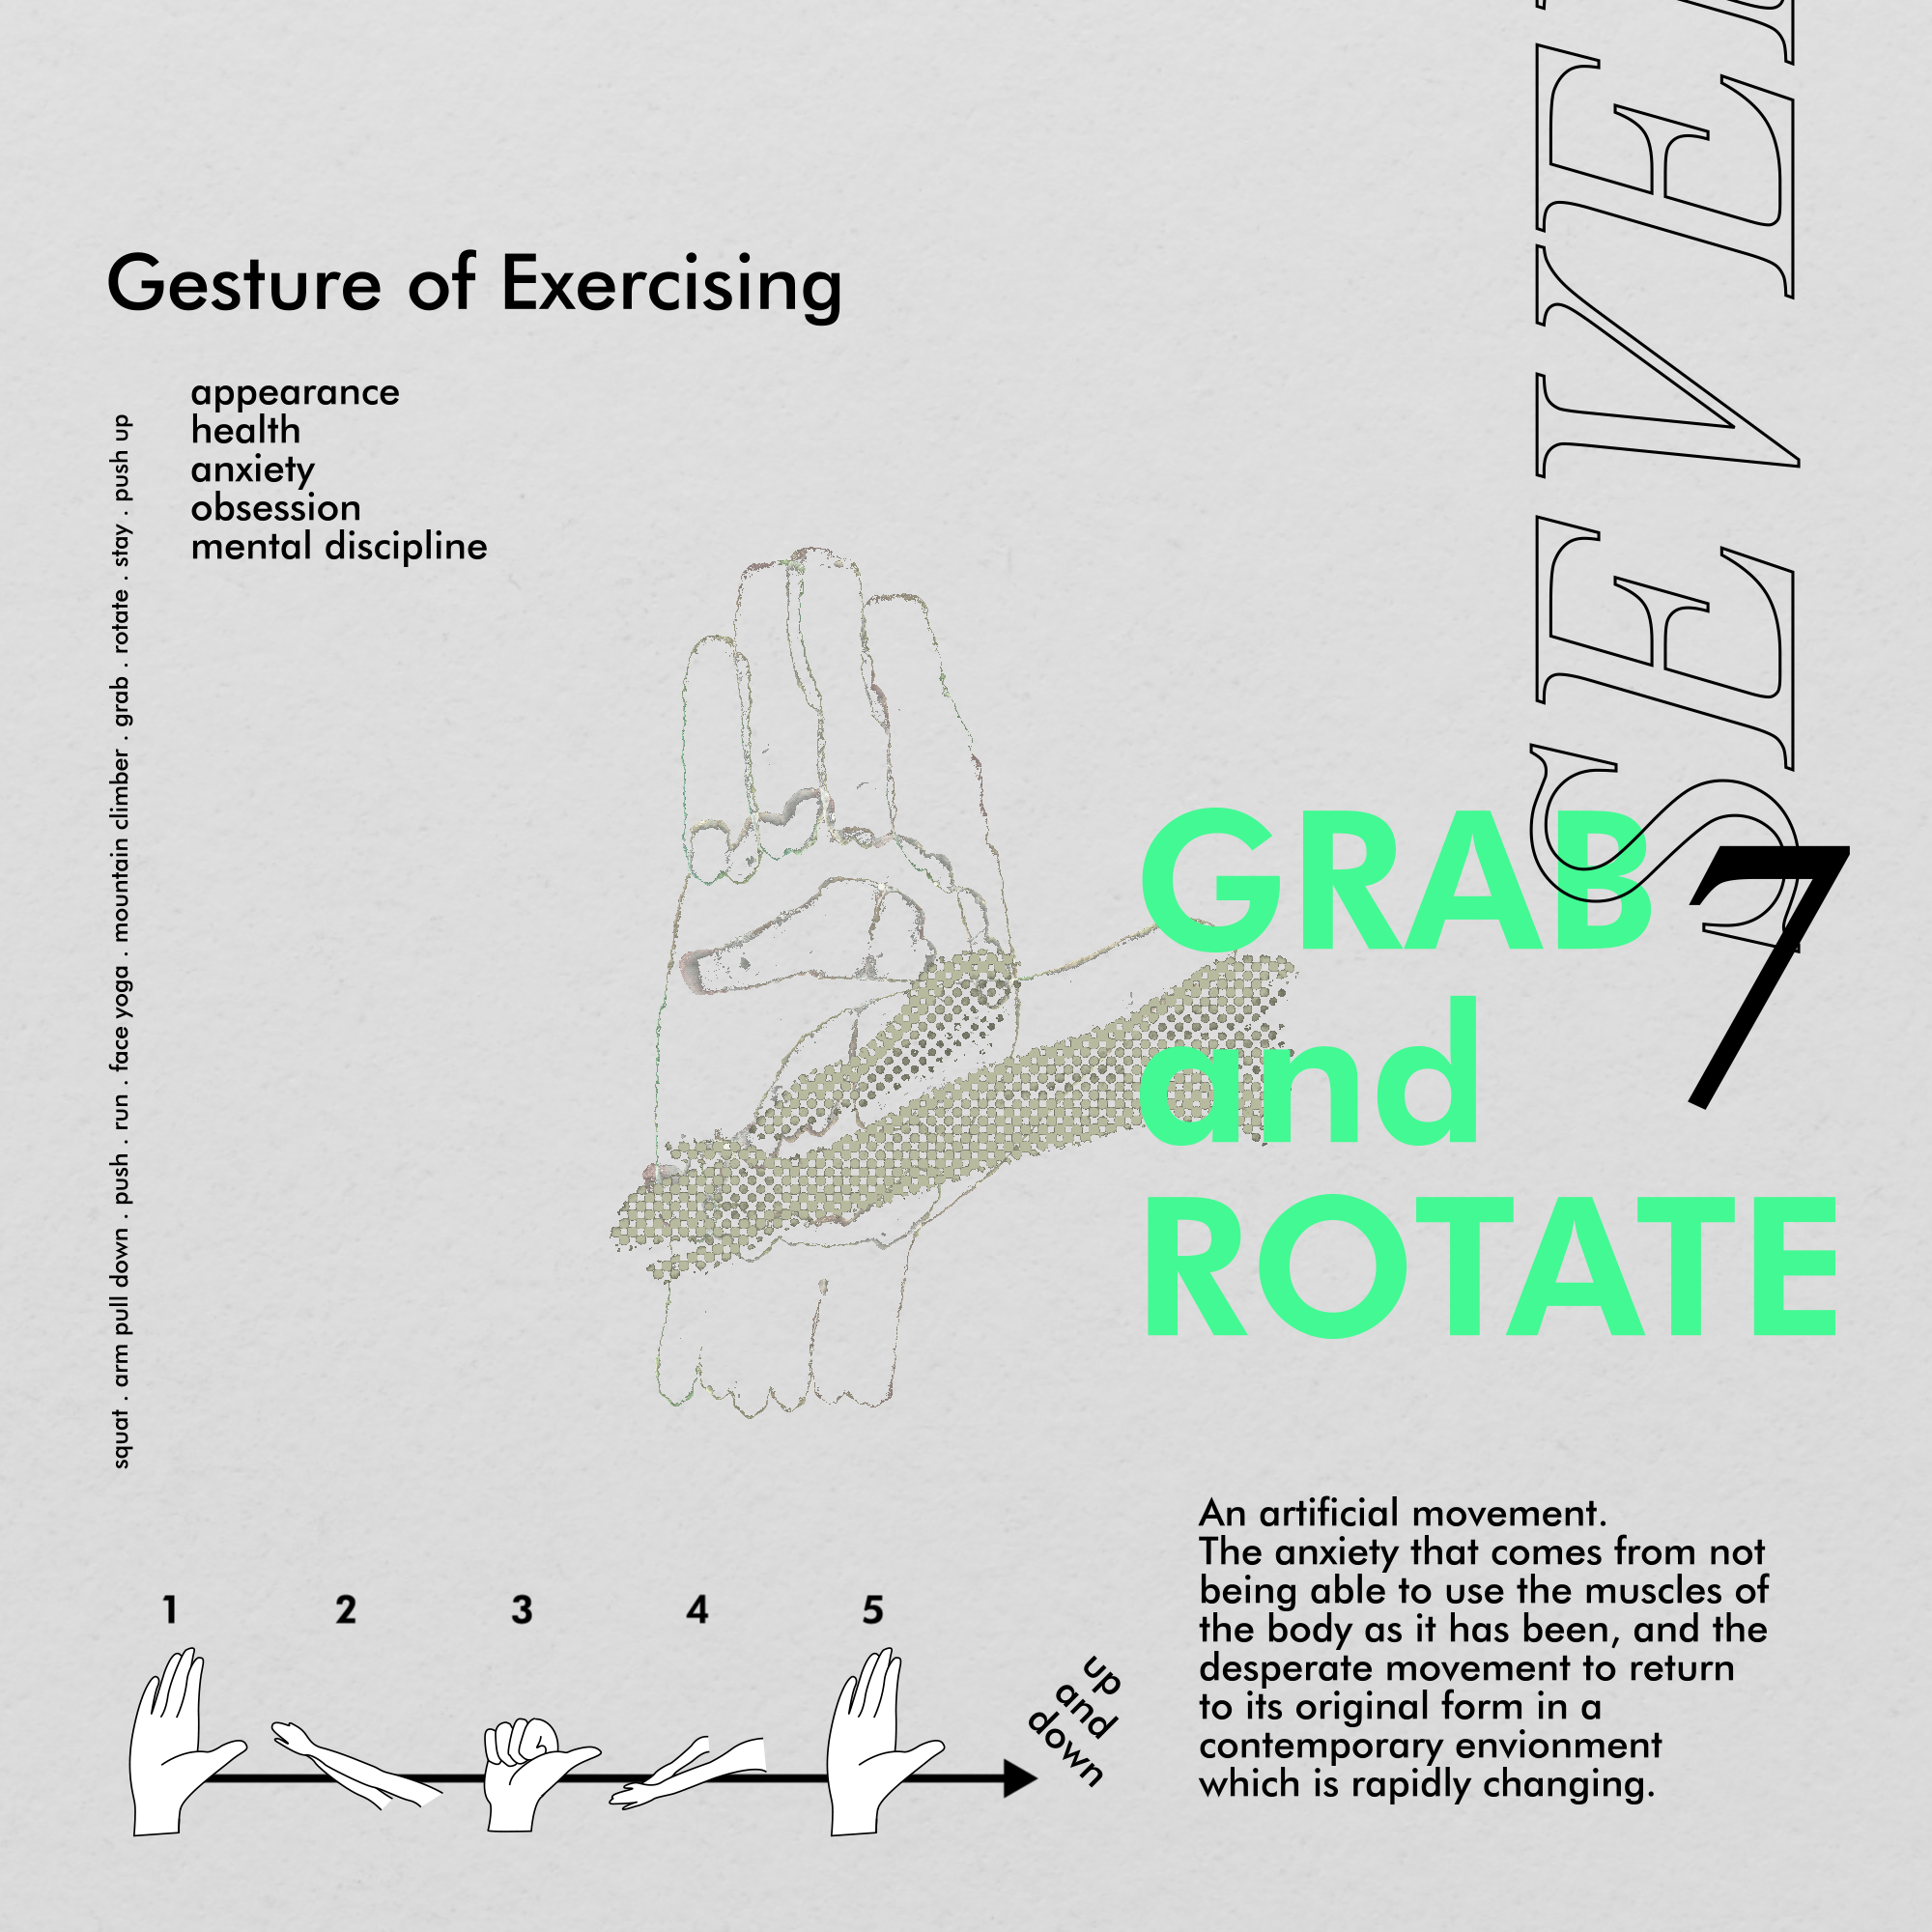 SEVE
Gesture of Exercising
appearance
health
anxiety
obsession
mental discipline
squat . arm pull down . push . run . face yoga . mountain climber . grab . rotate . stay . push up
GRAB
and
ROTATE
7
An artificial movement.
The anxiety that comes from not
being able to use the muscles of
the body as it has been, and the
desperate movement to return
to its original form in a
contemporary envionment
which is rapidly changing.
1 2 3 4 5
up
and
down